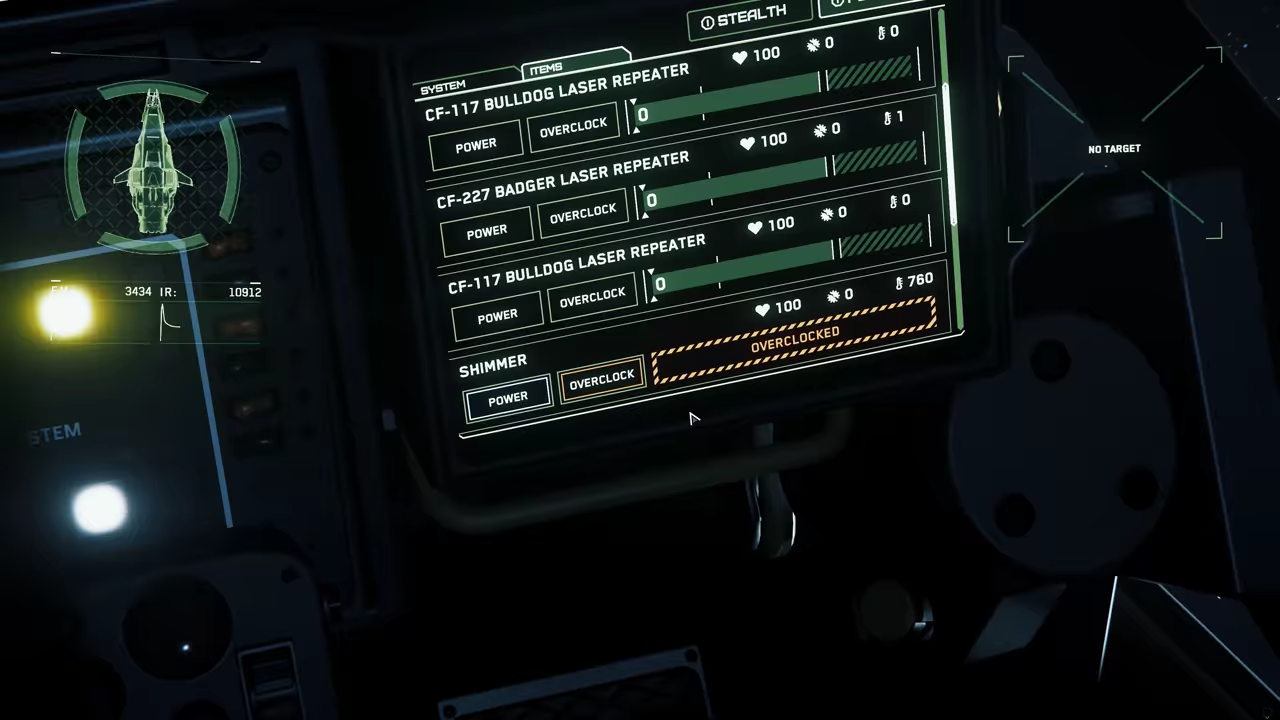 STEALTH
SYSTEM
ITEMS
CF-117 BULLDOG LASER REPEATER
100
0
0
POWER
OVERCLOCK
0
CF-227 BADGER LASER REPEATER
100
0
1
POWER
OVERCLOCK
0
CF-117 BULLDOG LASER REPEATER
100
0
0
POWER
OVERCLOCK
0
SHIMMER
100
0
760
POWER
OVERCLOCK
OVERCLOCKED
3434 IR: 10912
NO TARGET
STEM